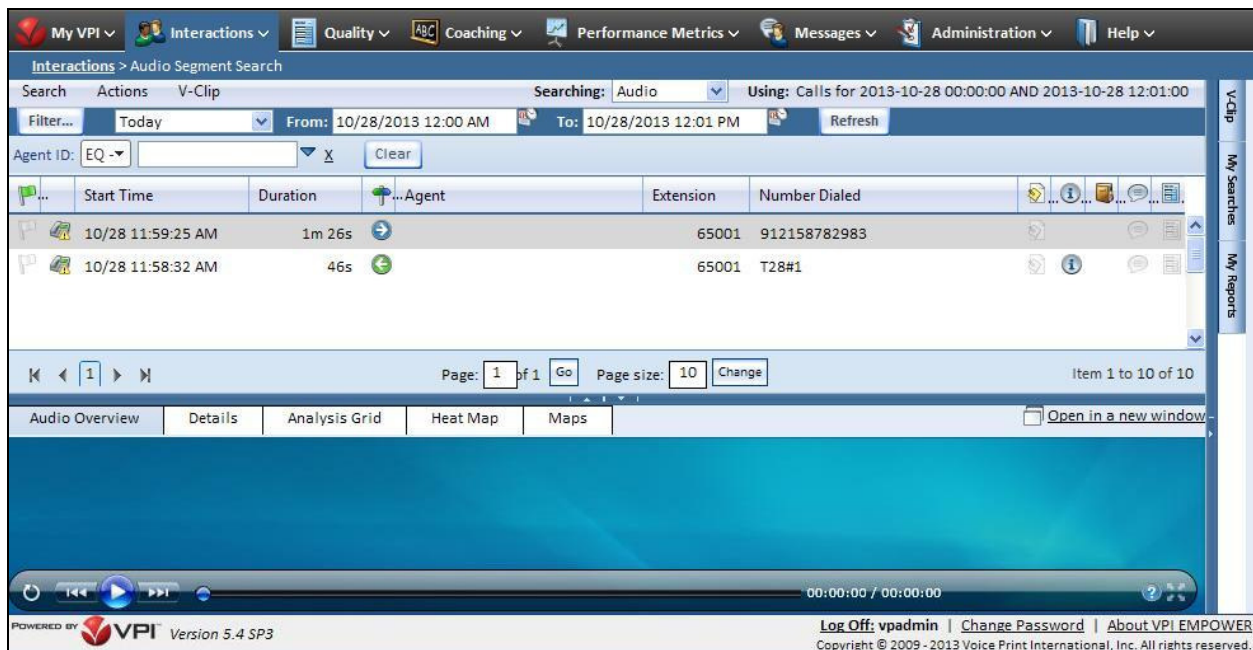 My VPI Interactions Quality ABC Coaching Performance Metrics Messages Administration Help
Interactions > Audio Segment Search
Search Actions V-Clip Searching: Audio Using: Calls for 2013-10-28 00:00:00 AND 2013-10-28 12:01:00
Filter... Today From: 10/28/2013 12:00 AM To: 10/28/2013 12:01 PM Refresh
Agent ID: EQ - X Clear
... Start Time Duration ... Agent Extension Number Dialed ... ... ... ... .
10/28 11:59:25 AM 1m 26s 65001 912158782983
10/28 11:58:32 AM 46s 65001 T28#1
1 Page: 1 of 1 Go Page size: 10 Change Item 1 to 10 of 10
Audio Overview Details Analysis Grid Heat Map Maps Open in a new window
00:00:00 / 00:00:00 ?
POWERED BY VPI Version 5.4 SP3 Log Off: vpadmin | Change Password | About VPI EMPOWER
Copyright © 2009 - 2013 Voice Print International, Inc. All rights reserved.
V-Clip
My Searches
My Reports